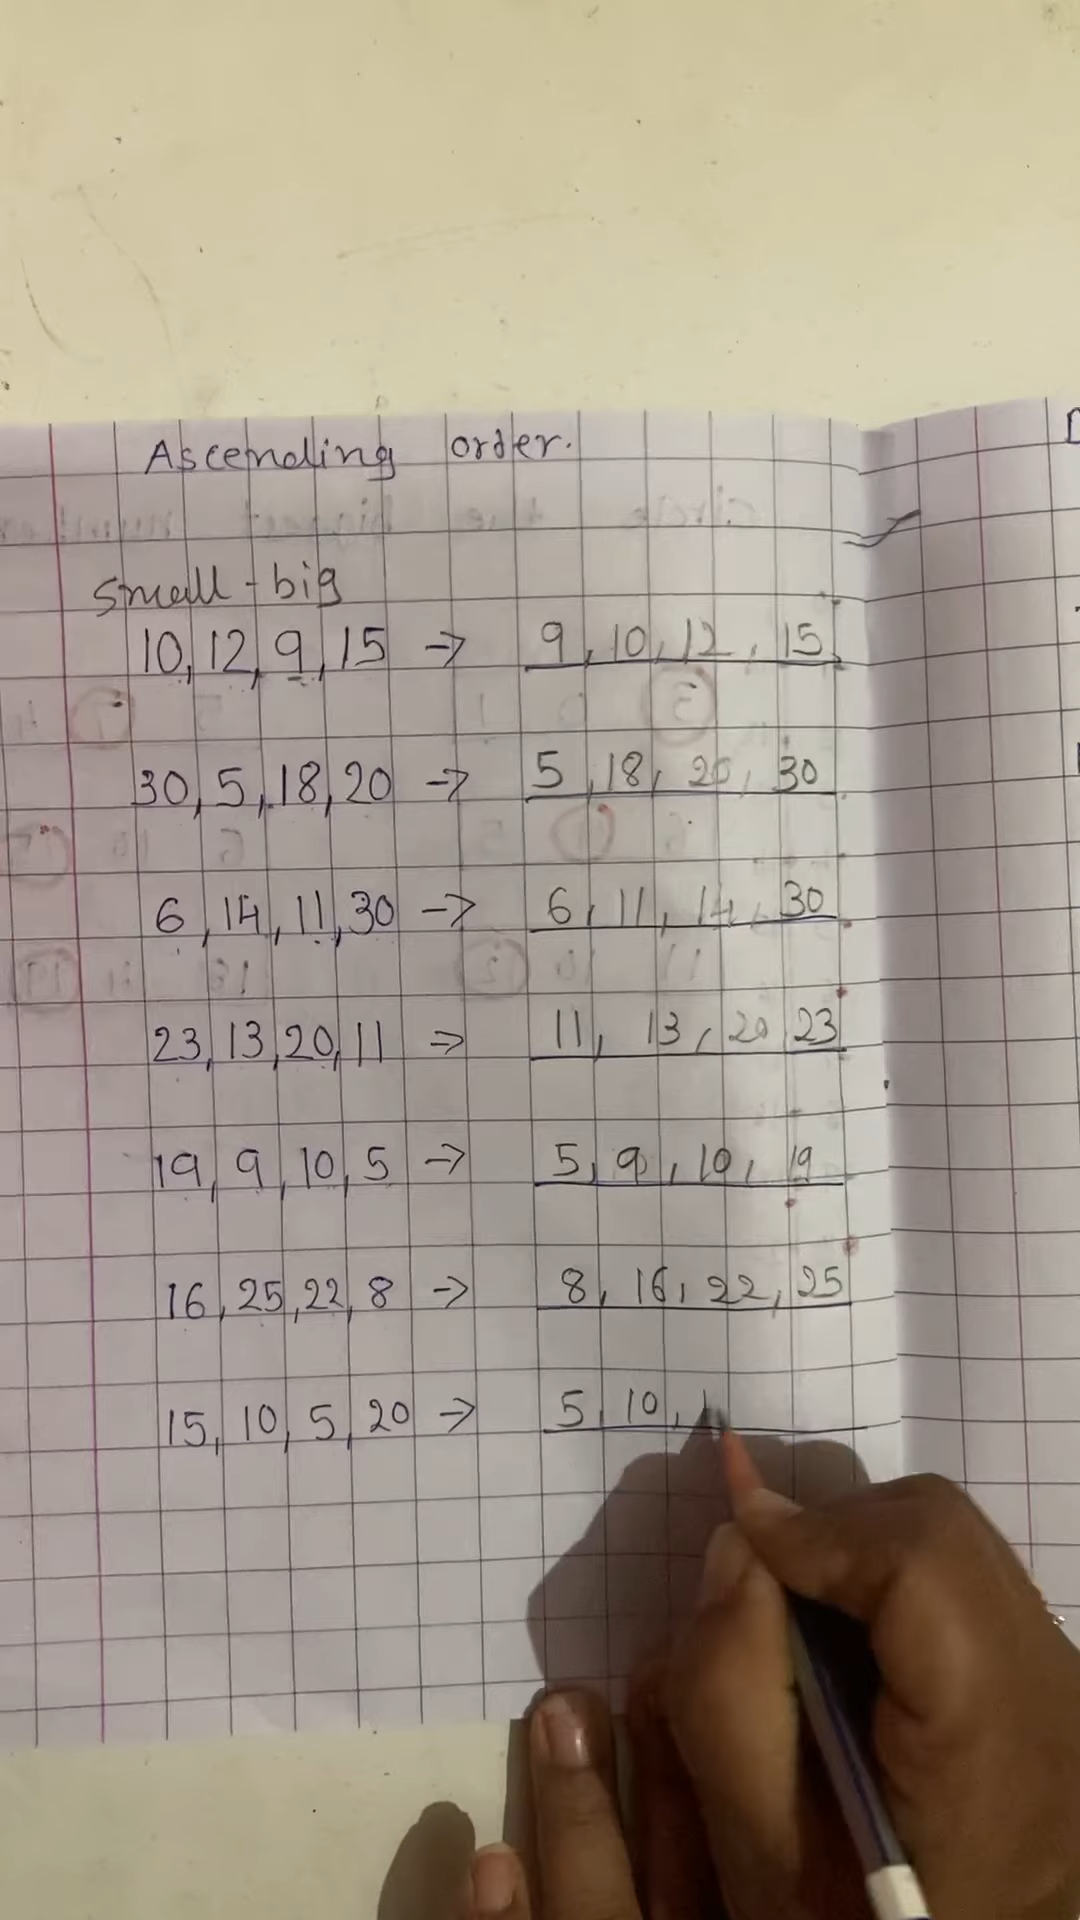 Ascending order.
small - big
10, 12, 9, 15 → 9, 10, 12, 15
30, 5, 18, 20 → 5, 18, 20, 30
6, 14, 11, 30 → 6, 11, 14, 30
23, 13, 20, 11 → 11, 13, 20 23
19, 9, 10, 5 → 5, 9, 10, 19
16, 25, 22, 8 → 8, 16, 22, 25
15, 10, 5, 20 → 5, 10, 1